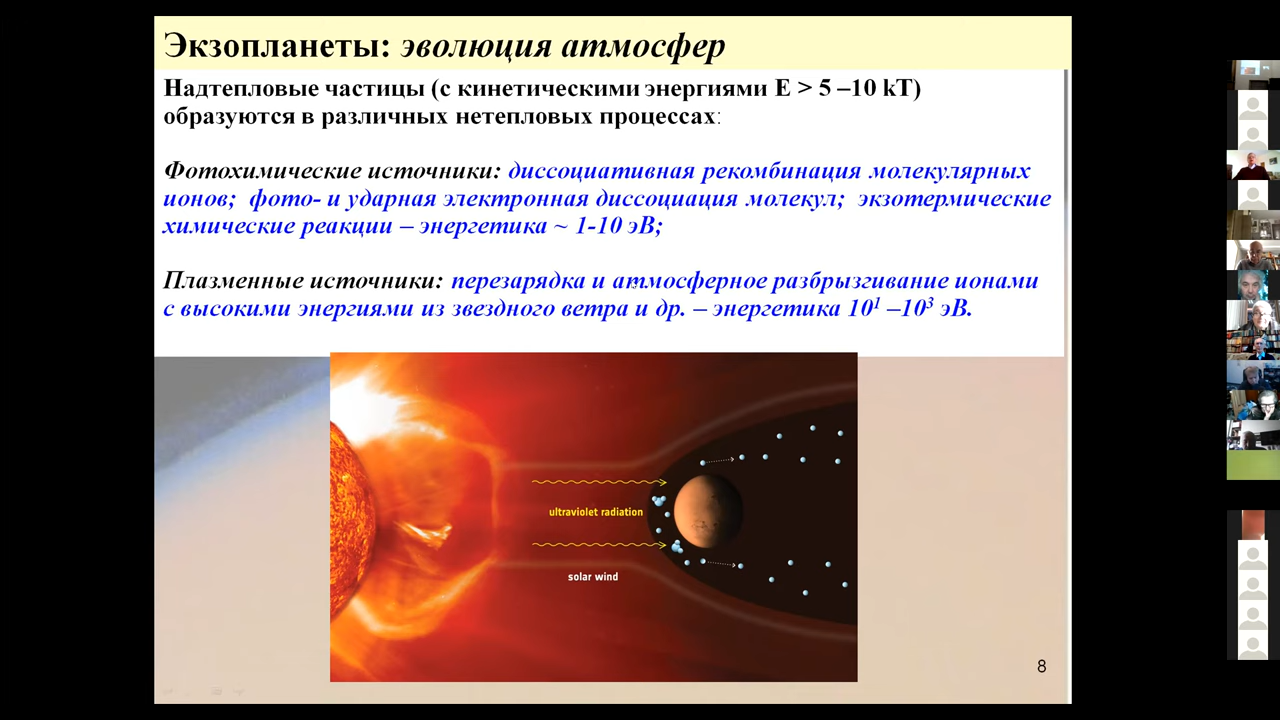 Экзопланеты: эволюция атмосфер
Надтепловые частицы (с кинетическими энергиями E > 5 –10 kT)
образуются в различных нетепловых процессах:
Фотохимические источники: диссоциативная рекомбинация молекулярных
ионов; фото- и ударная электронная диссоциация молекул; экзотермические
химические реакции – энергетика ~ 1-10 эВ;
Плазменные источники: перезарядка и атмосферное разбрызгивание ионами
с высокими энергиями из звездного ветра и др. – энергетика 10¹ –10³ эВ.
ultraviolet radiation
solar wind
8